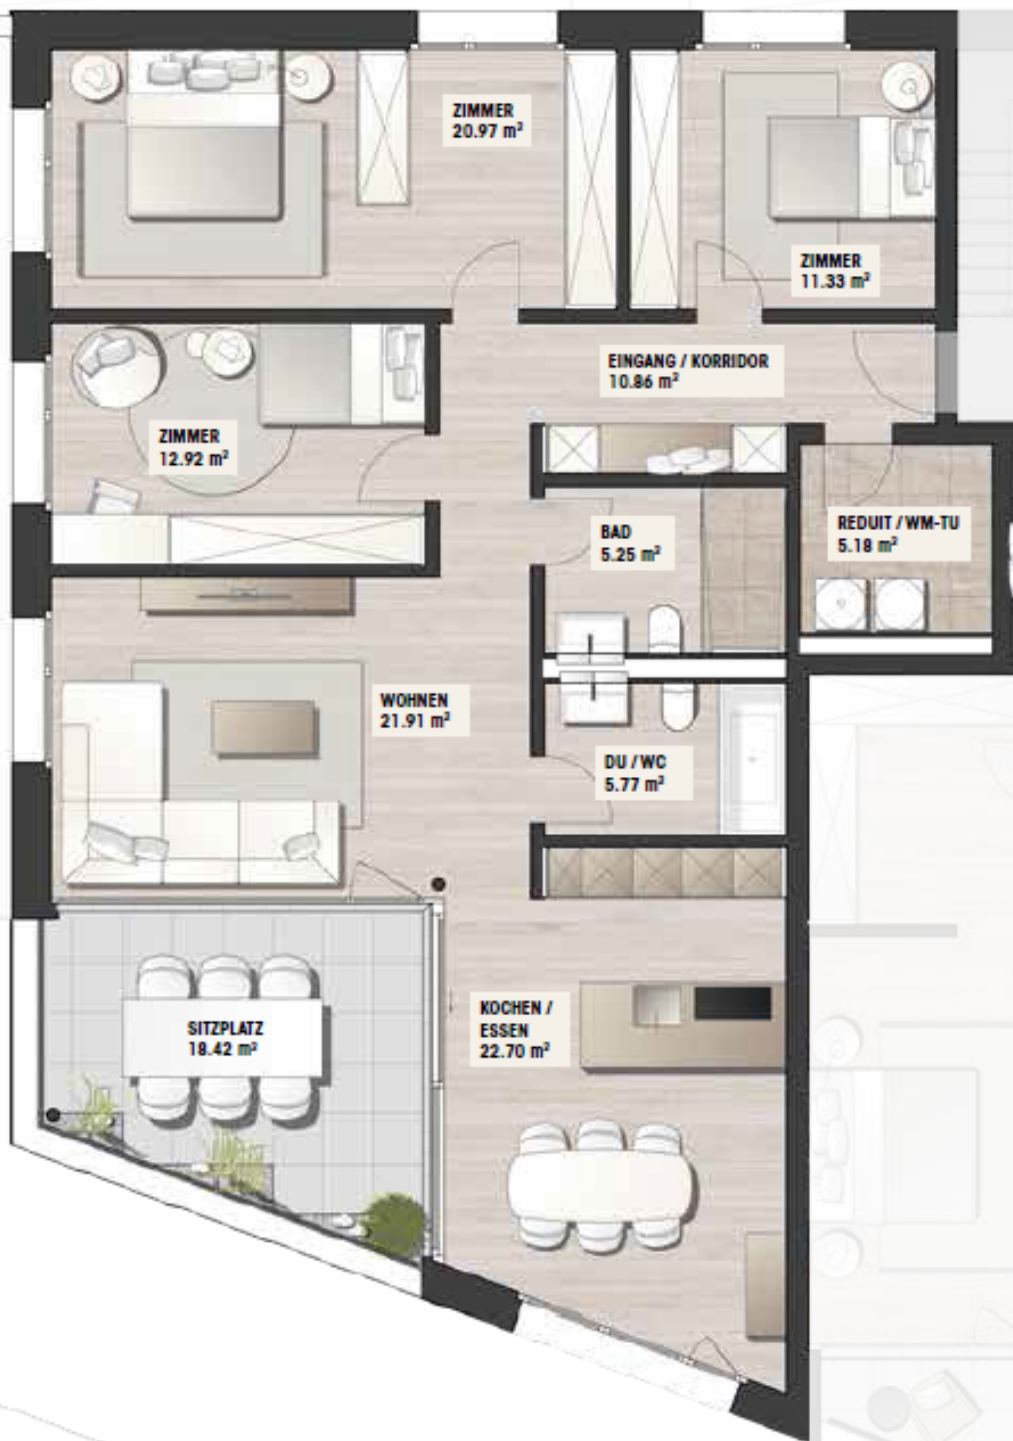 ZIMMER
20.97 m²
ZIMMER
11.33 m²
EINGANG / KORRIDOR
10.86 m²
ZIMMER
12.92 m²
BAD
5.25 m²
REDUIT / WM-TU
5.18 m²
WOHNEN
21.91 m²
DU / WC
5.77 m²
KOCHEN /
ESSEN
22.70 m²
SITZPLATZ
18.42 m²